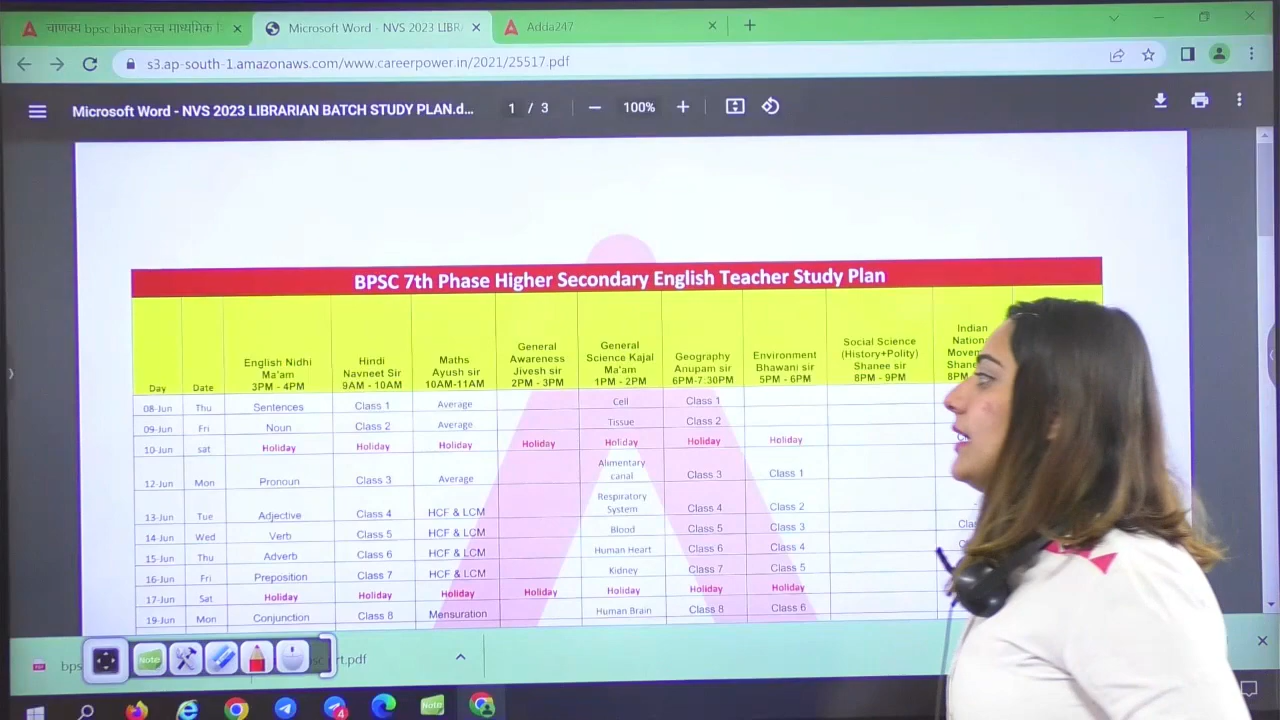 चाणक्य bpsc bihar उच्च माध्यमिक
Microsoft Word - NVS 2023 LIBR
Adda247
s3.ap-south-1.amazonaws.com/www.careerpower.in/2021/25517.pdf
Microsoft Word - NVS 2023 LIBRARIAN BATCH STUDY PLAN.d...
1 / 3
100%
BPSC 7th Phase Higher Secondary English Teacher Study Plan
Day Date English Nidhi Ma'am 3PM - 4PM Hindi Navneet Sir 9AM - 10AM Maths Ayush sir 10AM-11AM General Awareness Jivesh sir 2PM - 3PM General Science Kajal Ma'am 1PM - 2PM Geography Anupam sir 6PM-7:30PM Environment Bhawani sir 5PM - 6PM Social Science (History+Polity) Shanee sir 8PM - 9PM Indian
08-Jun Thu Sentences Class 1 Average Cell Class 1
09-Jun Fri Noun Class 2 Average Tissue Class 2
10-Jun sat Holiday Holiday Holiday Holiday Holiday Holiday Holiday
12-Jun Mon Pronoun Class 3 Average Alimentary canal Class 3 Class 1
13-Jun Tue Adjective Class 4 HCF & LCM Respiratory System Class 4 Class 2
14-Jun Wed Verb Class 5 HCF & LCM Blood Class 5 Class 3
15-Jun Thu Adverb Class 6 HCF & LCM Human Heart Class 6 Class 4
16-Jun Fri Preposition Class 7 HCF & LCM Kidney Class 7 Class 5
17-Jun Sat Holiday Holiday Holiday Holiday Holiday Holiday Holiday
19-Jun Mon Conjunction Class 8 Mensuration Human Brain Class 8 Class 6
bps
rt.pdf
Note
4
Note